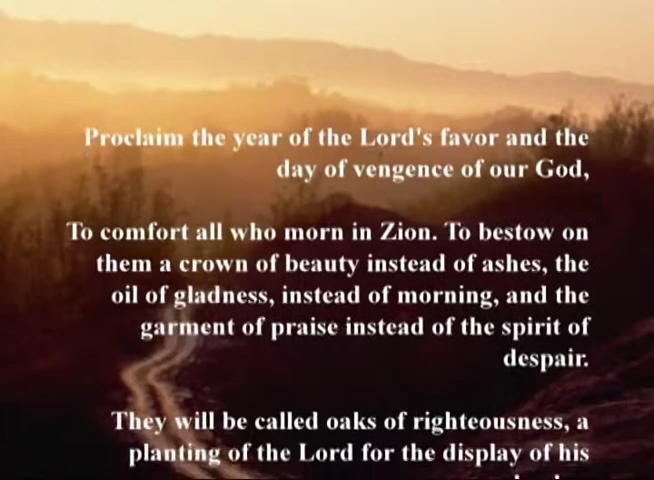 Proclaim the year of the Lord's favor and the
day of vengence of our God,
To comfort all who morn in Zion. To bestow on
them a crown of beauty instead of ashes, the
oil of gladness, instead of morning, and the
garment of praise instead of the spirit of
despair.
They will be called oaks of righteousness, a
planting of the Lord for the display of his